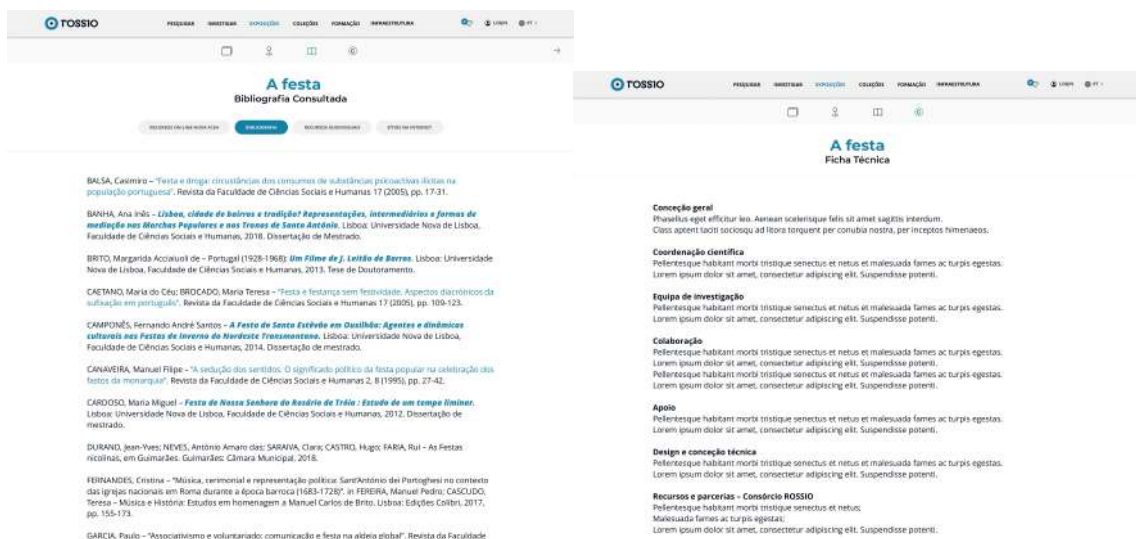 rossio
PESQUISAR INVESTIGAR EXPOSIÇÕES COLEÇÕES FORMAÇÃO INFRAESTRUTURA LOGIN PT
A festa
Bibliografia Consultada
BIBLIOGRAFIA RECURSOS AUDIOVISUAIS SÍTIOS NA INTERNET
BALSA, Casimiro – "Festa e droga: circunstâncias dos consumos de substâncias psicoactivas ilícitas na
população portuguesa". Revista da Faculdade de Ciências Sociais e Humanas 17 (2005), pp. 17-31.
BANHA, Ana Inês – Lisboa, cidade de bairros e tradição? Representações, intermediários e formas de
mediação nas Marchas Populares e nos Tronos de Santo António. Lisboa: Universidade Nova de Lisboa,
Faculdade de Ciências Sociais e Humanas, 2018. Dissertação de Mestrado.
BRITO, Margarida Acciaiuoli de – Portugal (1928-1968): Um Filme de J. Leitão de Barros. Lisboa: Universidade
Nova de Lisboa, Faculdade de Ciências Sociais e Humanas, 2013. Tese de Doutoramento.
CAETANO, Maria do Céu; BROCADO, Maria Teresa – "Festa e festança sem festividade. Aspectos diacrónicos da
sufixação em português". Revista da Faculdade de Ciências Sociais e Humanas 17 (2005), pp. 109-123.
CAMPONÊS, Fernando André Santos – A Festa de Santo Estêvão em Ousilhão: Agentes e dinâmicas
culturais nas Festas de Inverno do Nordeste Transmontano. Lisboa: Universidade Nova de Lisboa,
Faculdade de Ciências Sociais e Humanas, 2014. Dissertação de mestrado.
CANAVEIRA, Manuel Filipe – "A sedução dos sentidos. O significado político da festa popular na celebração dos
fastos da monarquia". Revista da Faculdade de Ciências Sociais e Humanas 2, 8 (1995), pp. 27-42.
CARDOSO, Maria Miguel – Festa de Nossa Senhora do Rosário de Tróia : Estudo de um tempo liminar.
Lisboa: Universidade Nova de Lisboa, Faculdade de Ciências Sociais e Humanas, 2012. Dissertação de
mestrado.
DURAND, Jean-Yves; NEVES, António Amaro das; SARAIVA, Clara; CASTRO, Hugo; FARIA, Rui – As Festas
nicolinas, em Guimarães. Guimarães: Câmara Municipal, 2018.
FERNANDES, Cristina – "Música, cerimonial e representação política: Sant'António dei Portoghesi no contexto
das igrejas nacionais em Roma durante a época barroca (1683-1728)". in FEREIRA, Manuel Pedro; CASCUDO,
Teresa – Música e História: Estudos em homenagem a Manuel Carlos de Brito. Lisboa: Edições Colibri, 2017,
pp. 155-173.
GARCIA, Paulo – "Associativismo e voluntariado: comunicação e festa na aldeia global". Revista da Faculdade
rossio
PESQUISAR INVESTIGAR EXPOSIÇÕES COLEÇÕES FORMAÇÃO INFRAESTRUTURA LOGIN PT
A festa
Ficha Técnica
Conceção geral
Phasellus eget efficitur leo. Aenean scelerisque felis sit amet sagittis interdum.
Class aptent taciti sociosqu ad litora torquent per conubia nostra, per inceptos himenaeos.
Coordenação científica
Pellentesque habitant morbi tristique senectus et netus et malesuada fames ac turpis egestas.
Lorem ipsum dolor sit amet, consectetur adipiscing elit. Suspendisse potenti.
Equipa de investigação
Pellentesque habitant morbi tristique senectus et netus et malesuada fames ac turpis egestas.
Lorem ipsum dolor sit amet, consectetur adipiscing elit. Suspendisse potenti.
Colaboração
Pellentesque habitant morbi tristique senectus et netus et malesuada fames ac turpis egestas.
Lorem ipsum dolor sit amet, consectetur adipiscing elit. Suspendisse potenti.
Pellentesque habitant morbi tristique senectus et netus et malesuada fames ac turpis egestas.
Lorem ipsum dolor sit amet, consectetur adipiscing elit. Suspendisse potenti.
Apoio
Pellentesque habitant morbi tristique senectus et netus et malesuada fames ac turpis egestas.
Lorem ipsum dolor sit amet, consectetur adipiscing elit. Suspendisse potenti.
Design e conceção técnica
Pellentesque habitant morbi tristique senectus et netus et malesuada fames ac turpis egestas.
Lorem ipsum dolor sit amet, consectetur adipiscing elit. Suspendisse potenti.
Recursos e parcerias – Consórcio ROSSIO
Pellentesque habitant morbi tristique senectus et netus;
Malesuada fames ac turpis egestas;
Lorem ipsum dolor sit amet, consectetur adipiscing elit. Suspendisse potenti.